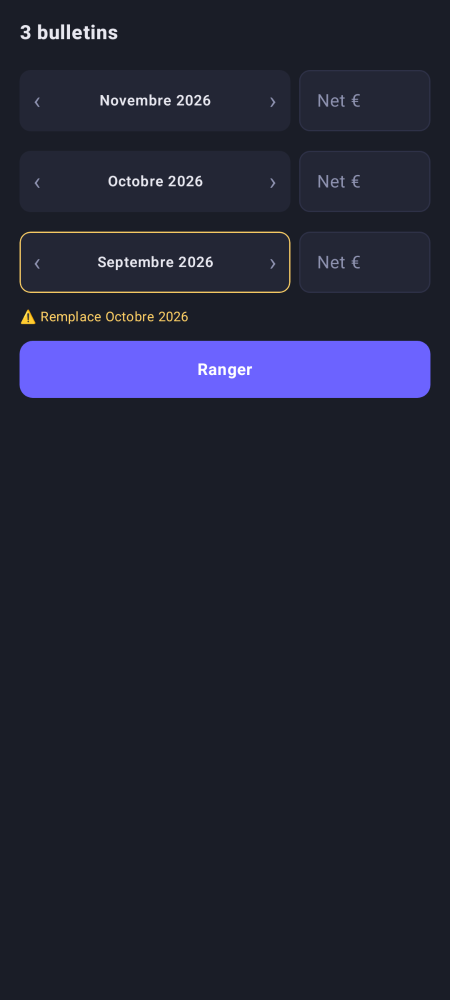 3 bulletins
‹ Novembre 2026 › Net €
‹ Octobre 2026 › Net €
‹ Septembre 2026 › Net €
⚠️ Remplace Octobre 2026
Ranger